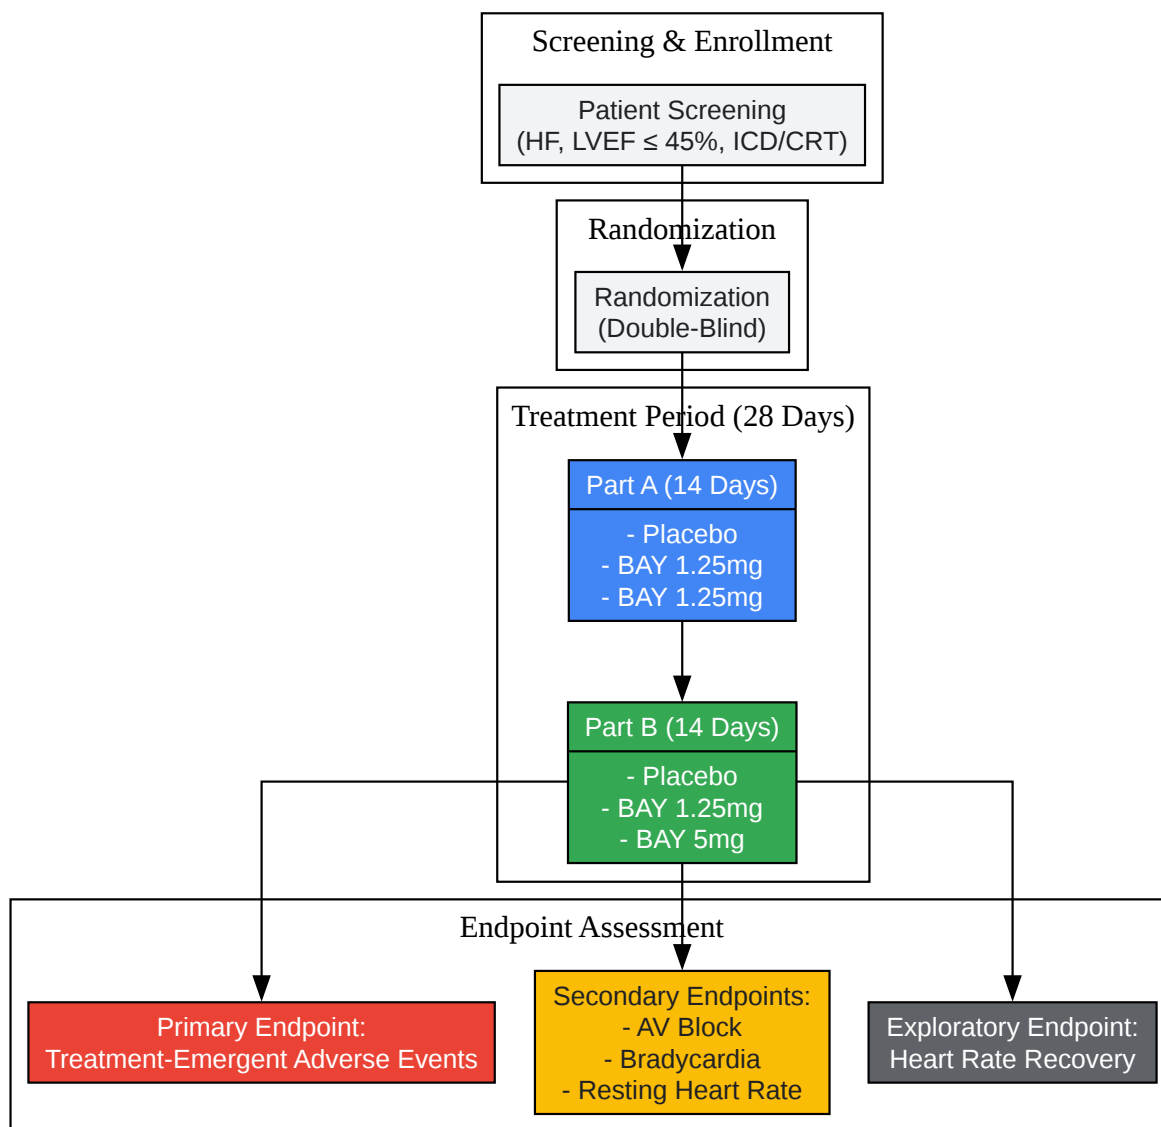 Screening & Enrollment
Patient Screening
(HF, LVEF ≤ 45%, ICD/CRT)
Randomization
Randomization
(Double-Blind)
Treatment Period (28 Days)
Part A (14 Days)
- Placebo
- BAY 1.25mg
- BAY 1.25mg
Part B (14 Days)
- Placebo
- BAY 1.25mg
- BAY 5mg
Endpoint Assessment
Primary Endpoint:
Treatment-Emergent Adverse Events
Secondary Endpoints:
- AV Block
- Bradycardia
- Resting Heart Rate
Exploratory Endpoint:
Heart Rate Recovery